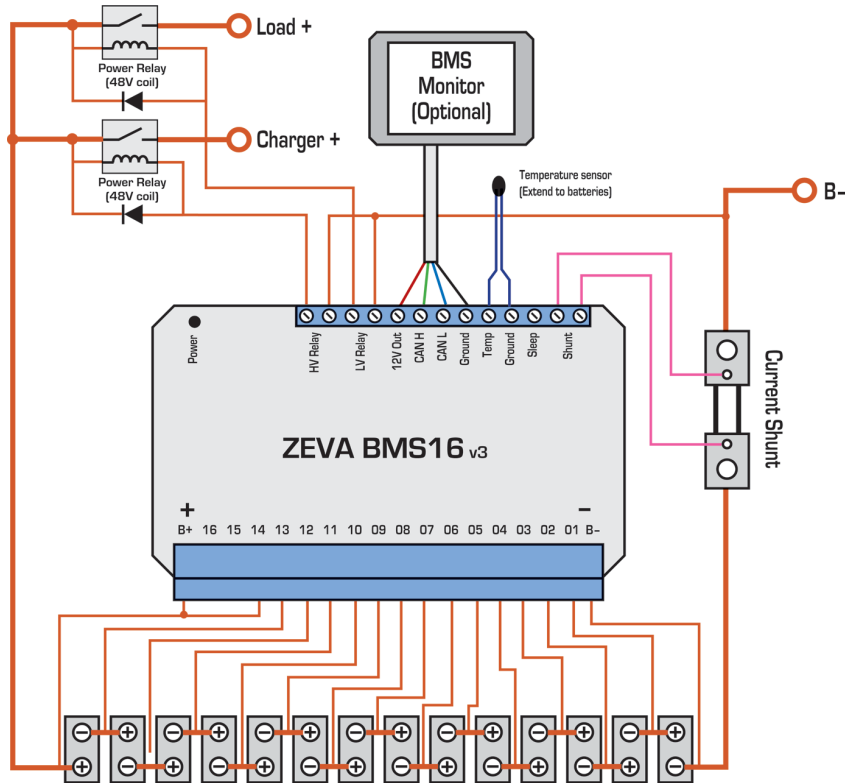 Load +
Power Relay
(48V coil)
Charger +
Power Relay
(48V coil)
BMS
Monitor
(Optional)
Temperature sensor
(Extend to batteries)
B-
Power
HV Relay
LV Relay
12V Out
CAN H
CAN L
Ground
Temp
Ground
Sleep
Shunt
Current Shunt
ZEVA BMS16 v3
+ −
B+ 16 15 14 13 12 11 10 09 08 07 06 05 04 03 02 01 B-
− + − + − + − + − + − + − +
+ − + − + − + − + − + − + −